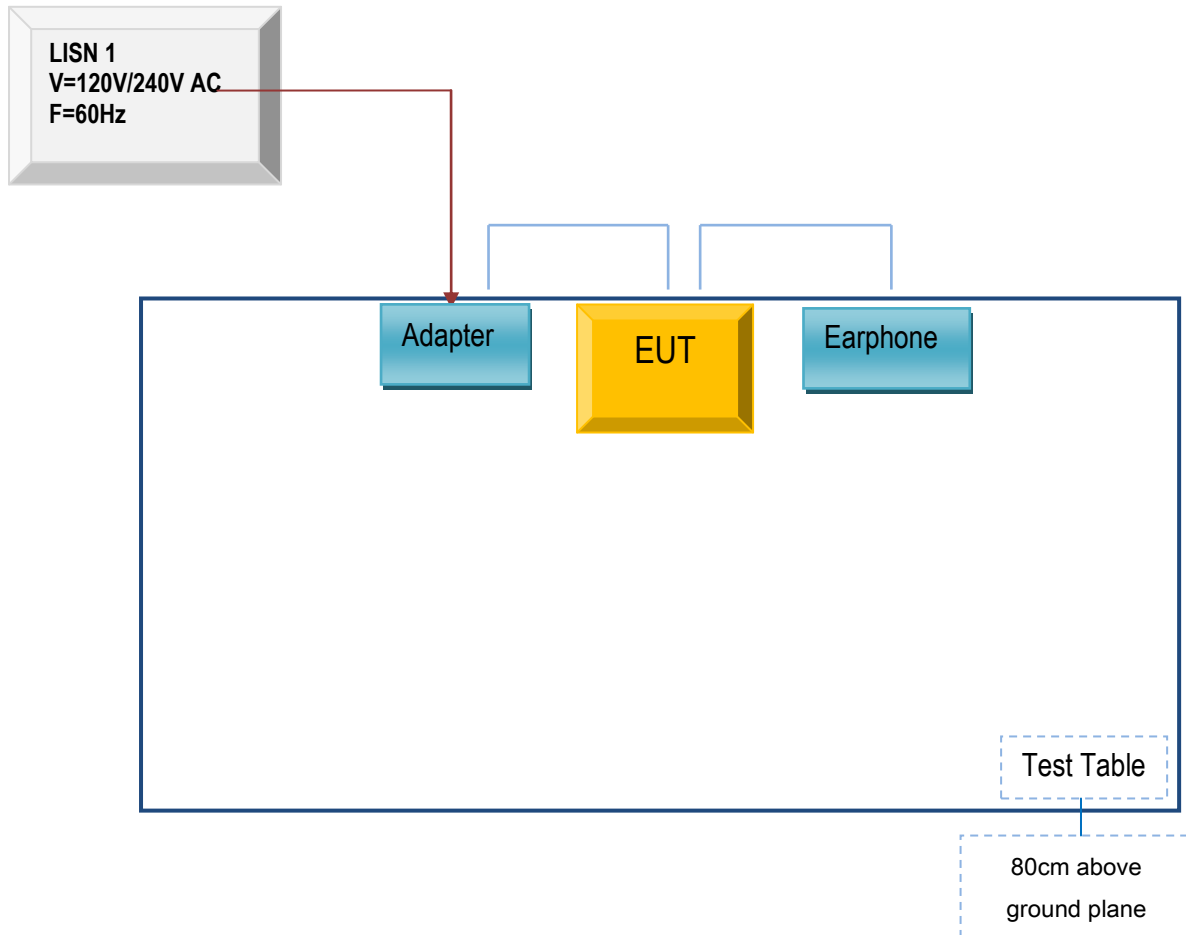 LISN 1
V=120V/240V AC
F=60Hz
Adapter
EUT
Earphone
Test Table
80cm above
ground plane